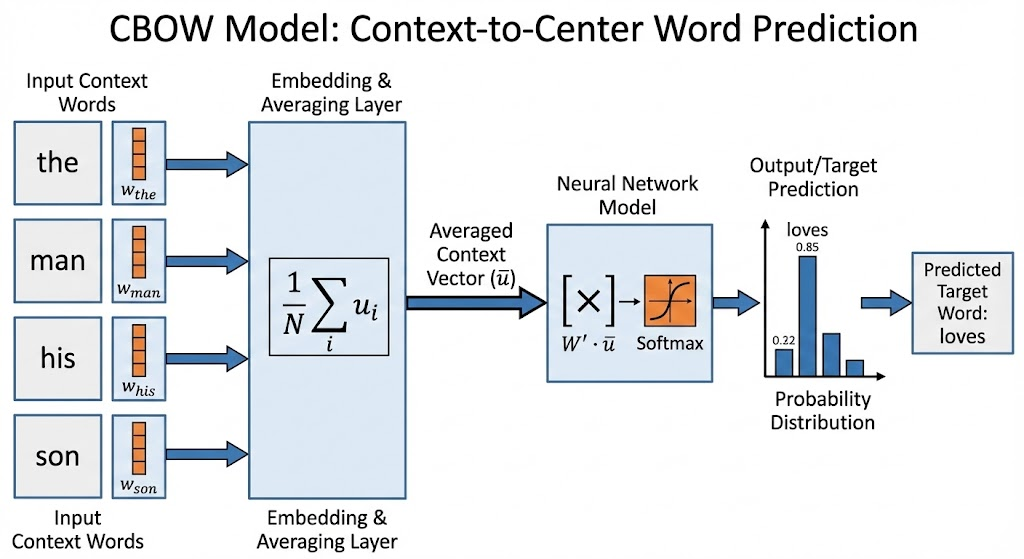 CBOW Model: Context-to-Center Word Prediction
Input Context
Words
the
w_the
man
w_man
his
w_his
son
w_son
Input
Context Words
Embedding &
Averaging Layer
1/N ∑_i u_i
Embedding &
Averaging Layer
Averaged
Context
Vector (ū)
Neural Network
Model
[×]
W′ · ū
Softmax
Output/Target
Prediction
loves
0.85
0.22
Probability
Distribution
Predicted
Target
Word:
loves